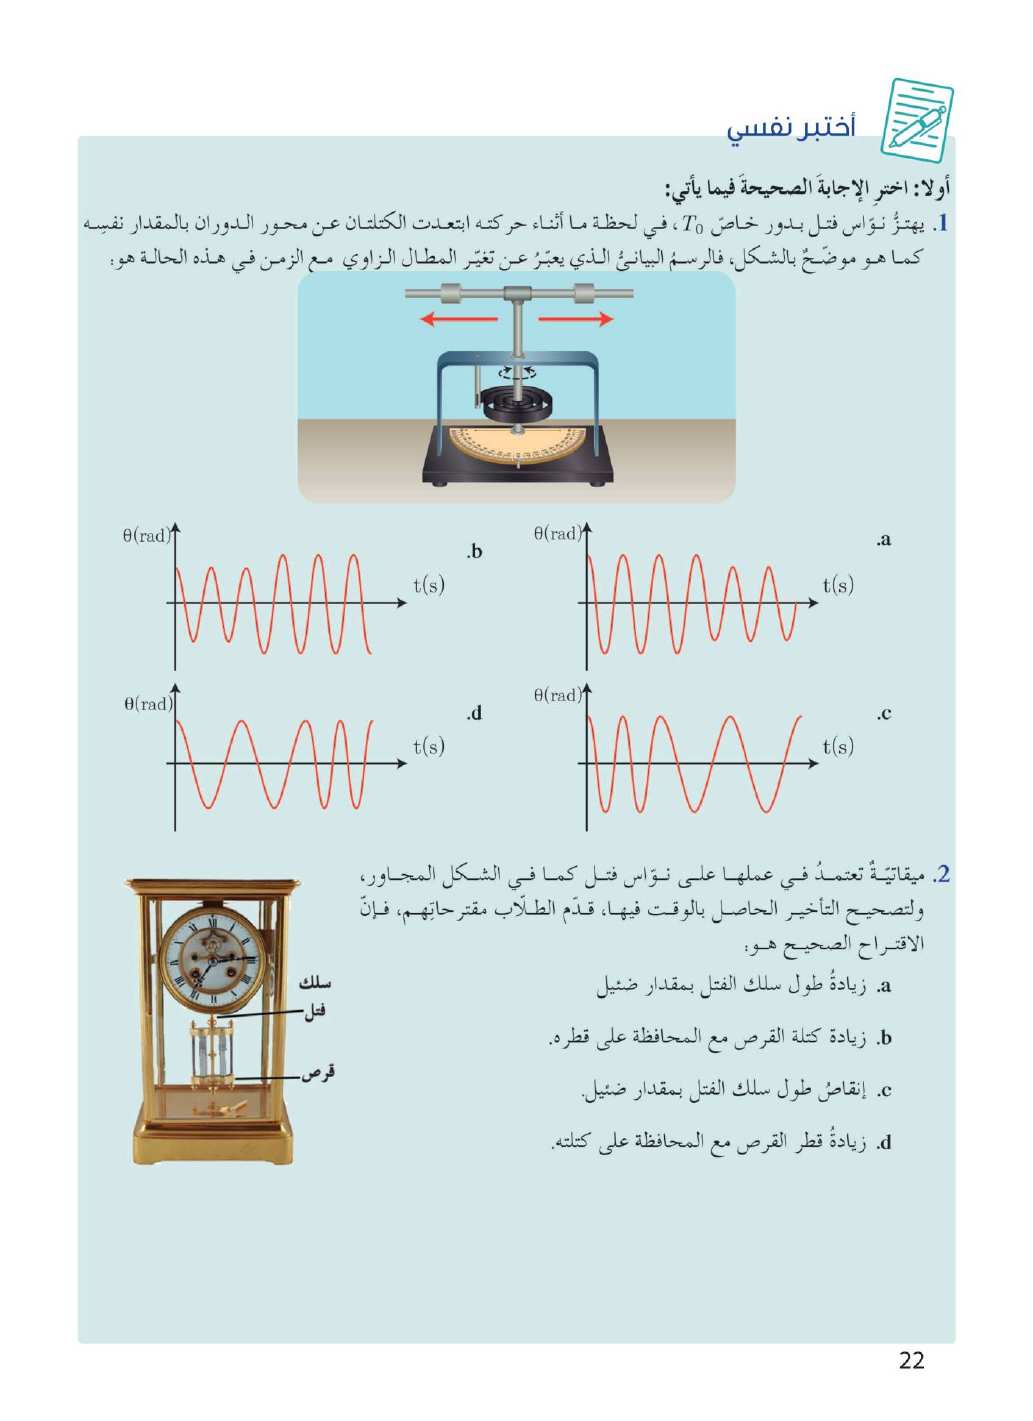 أختبر نفسي
أولا: اخترِ الإجابةَ الصحيحةَ فيما يأتي:
1. يهتزُّ نوّاس فتل بدور خاصّ T₀، في لحظة ما أثناء حركته ابتعدت الكتلتان عن محور الدوران بالمقدار نفسِه
كما هو موضّحٌ بالشكل، فالرسمُ البيانيُّ الذي يعبّرُ عن تغيّر المطال الزاوي مع الزمن في هذه الحالة هو:
a.
θ(rad)
t(s)
b.
θ(rad)
t(s)
c.
θ(rad)
t(s)
d.
θ(rad)
t(s)
2. ميقاتيّةٌ تعتمدُ في عملها على نوّاس فتل كما في الشكل المجاور،
ولتصحيح التأخير الحاصل بالوقت فيها، قدّم الطلّاب مقترحاتِهم، فإنّ
الاقتراح الصحيح هو:
a. زيادةُ طول سلك الفتل بمقدار ضئيل
b. زيادة كتلة القرص مع المحافظة على قطره.
c. إنقاصُ طول سلك الفتل بمقدار ضئيل.
d. زيادةُ قطر القرص مع المحافظة على كتلته.
سلك
فتل
قرص
22